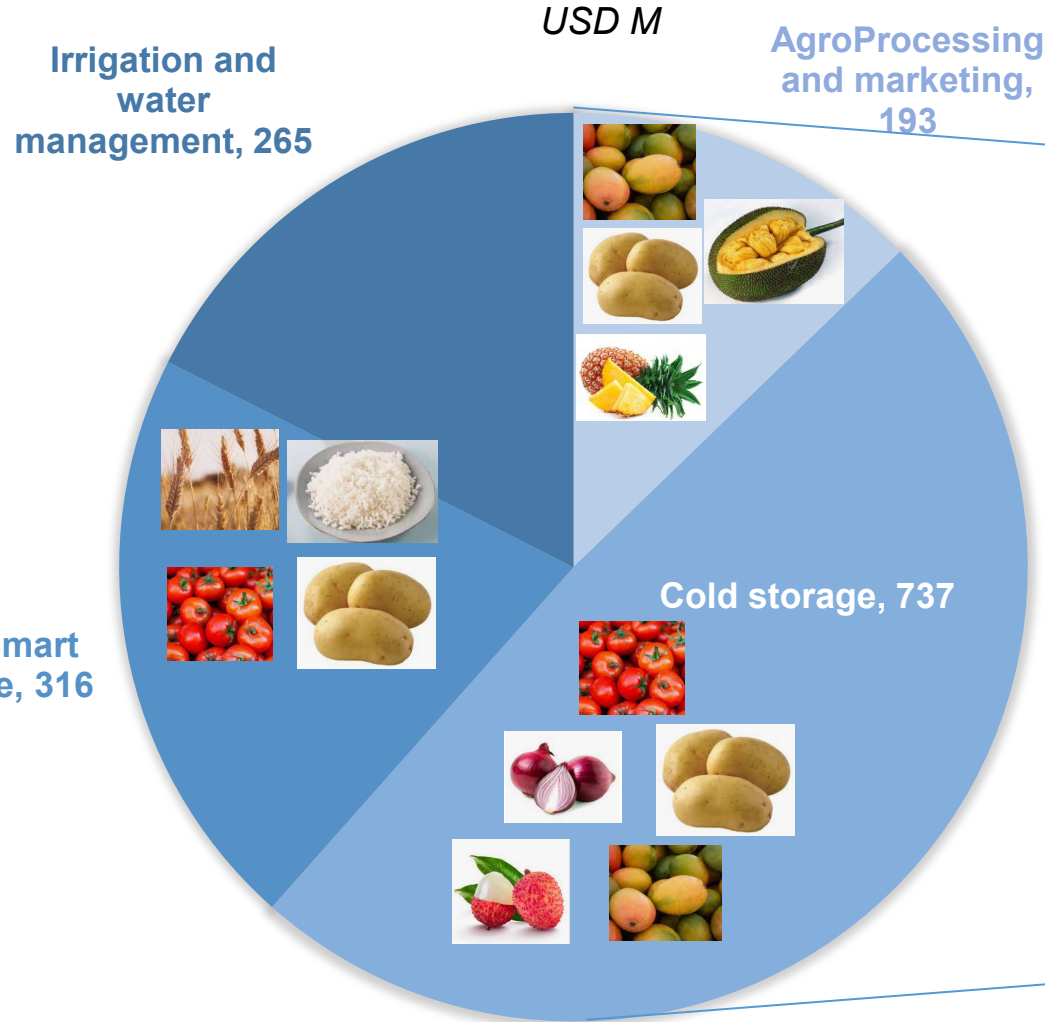 USD M
AgroProcessing
and marketing,
193
Irrigation and
water
management, 265
Cold storage, 737
mart
e, 316